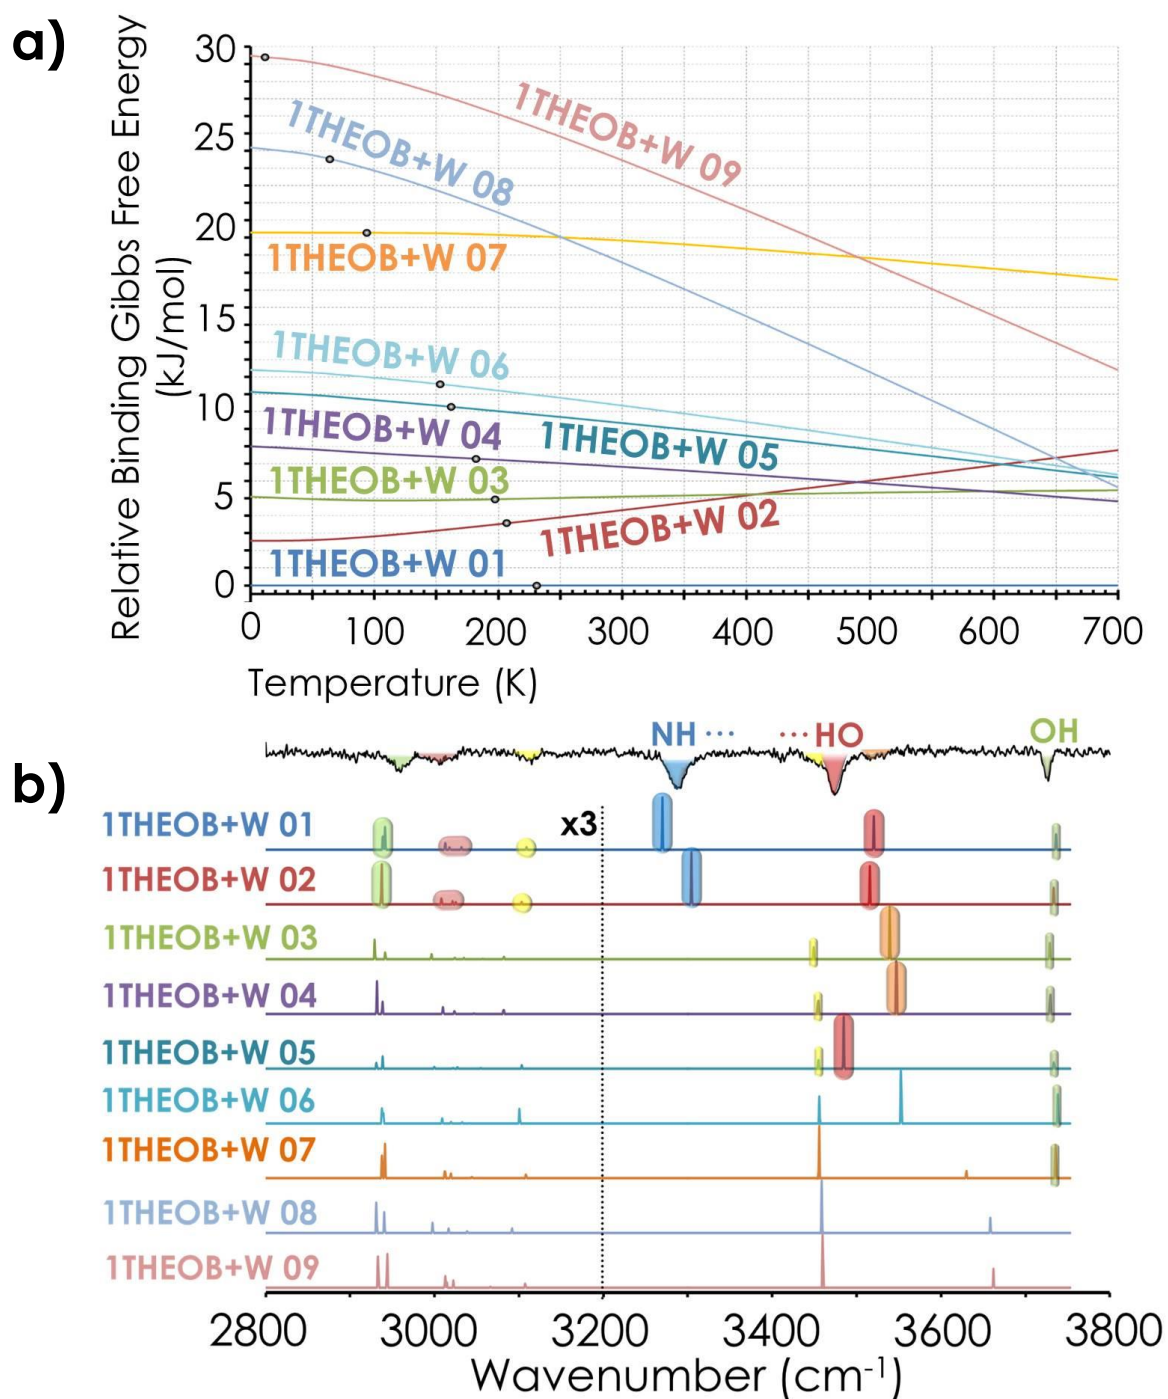 a)
Relative Binding Gibbs Free Energy
(kJ/mol)
30
25
20
15
10
5
0
1THEOB+W 09
1THEOB+W 08
1THEOB+W 07
1THEOB+W 06
1THEOB+W 04
1THEOB+W 05
1THEOB+W 03
1THEOB+W 02
1THEOB+W 01
0 100 200 300 400 500 600 700
Temperature (K)
b)
NH ··· ··· HO OH
1THEOB+W 01
x3
1THEOB+W 02
1THEOB+W 03
1THEOB+W 04
1THEOB+W 05
1THEOB+W 06
1THEOB+W 07
1THEOB+W 08
1THEOB+W 09
2800 3000 3200 3400 3600 3800
Wavenumber (cm⁻¹)